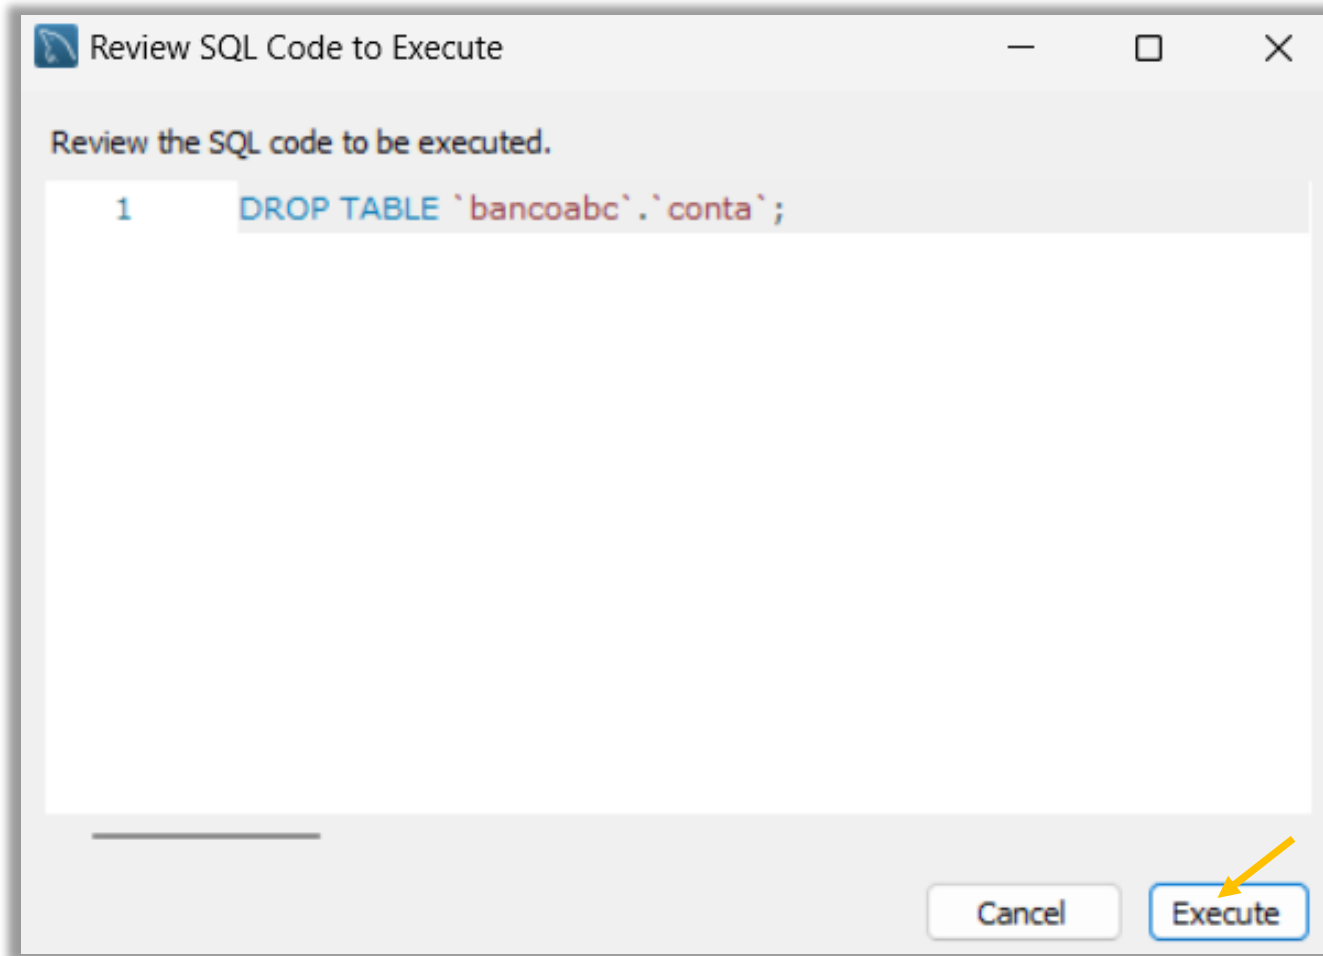 Review SQL Code to Execute
Review the SQL code to be executed.
1 DROP TABLE `bancoabc`.`conta`;
Cancel Execute